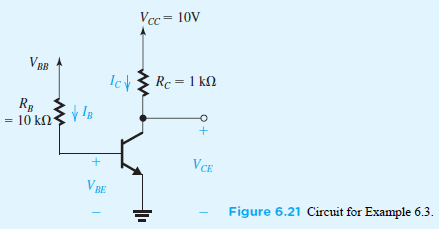 V_CC = 10V
V_BB
I_C
R_C = 1 kΩ
R_B
= 10 kΩ
I_B
+
+
V_CE
V_BE
–
–
Figure 6.21 Circuit for Example 6.3.